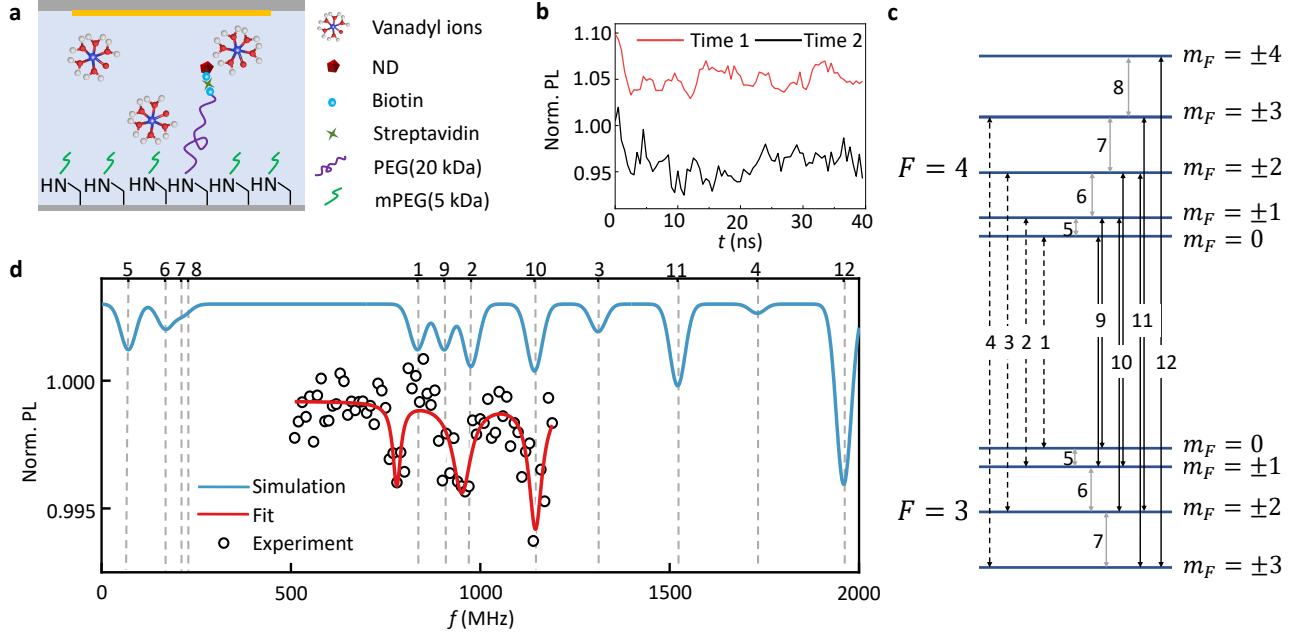 a
Vanadyl ions
ND
Biotin
Streptavidin
PEG(20 kDa)
mPEG(5 kDa)
HN HN HN HN HN HN
b
Norm. PL
1.10
1.05
1.00
0.95
Time 1 Time 2
0 10 20 30 40
t (ns)
c
F = 4
F = 3
m_F = ±4
m_F = ±3
m_F = ±2
m_F = ±1
m_F = 0
m_F = 0
m_F = ±1
m_F = ±2
m_F = ±3
8
7
6
5
4 3 2 1 9 10 11 12
5
6
7
d
5 6 7 8 1 9 2 10 3 11 4 12
Norm. PL
1.000
0.995
Simulation
Fit
Experiment
0 500 1000 1500 2000
f (MHz)